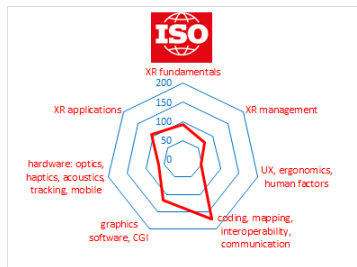 ISO
XR fundamentals
200
150
100
50
0
XR applications
XR management
hardware: optics,
haptics, acoustics,
tracking, mobile
UX, ergonomics,
human factors
graphics
software, CGI
coding, mapping,
interoperability,
communication